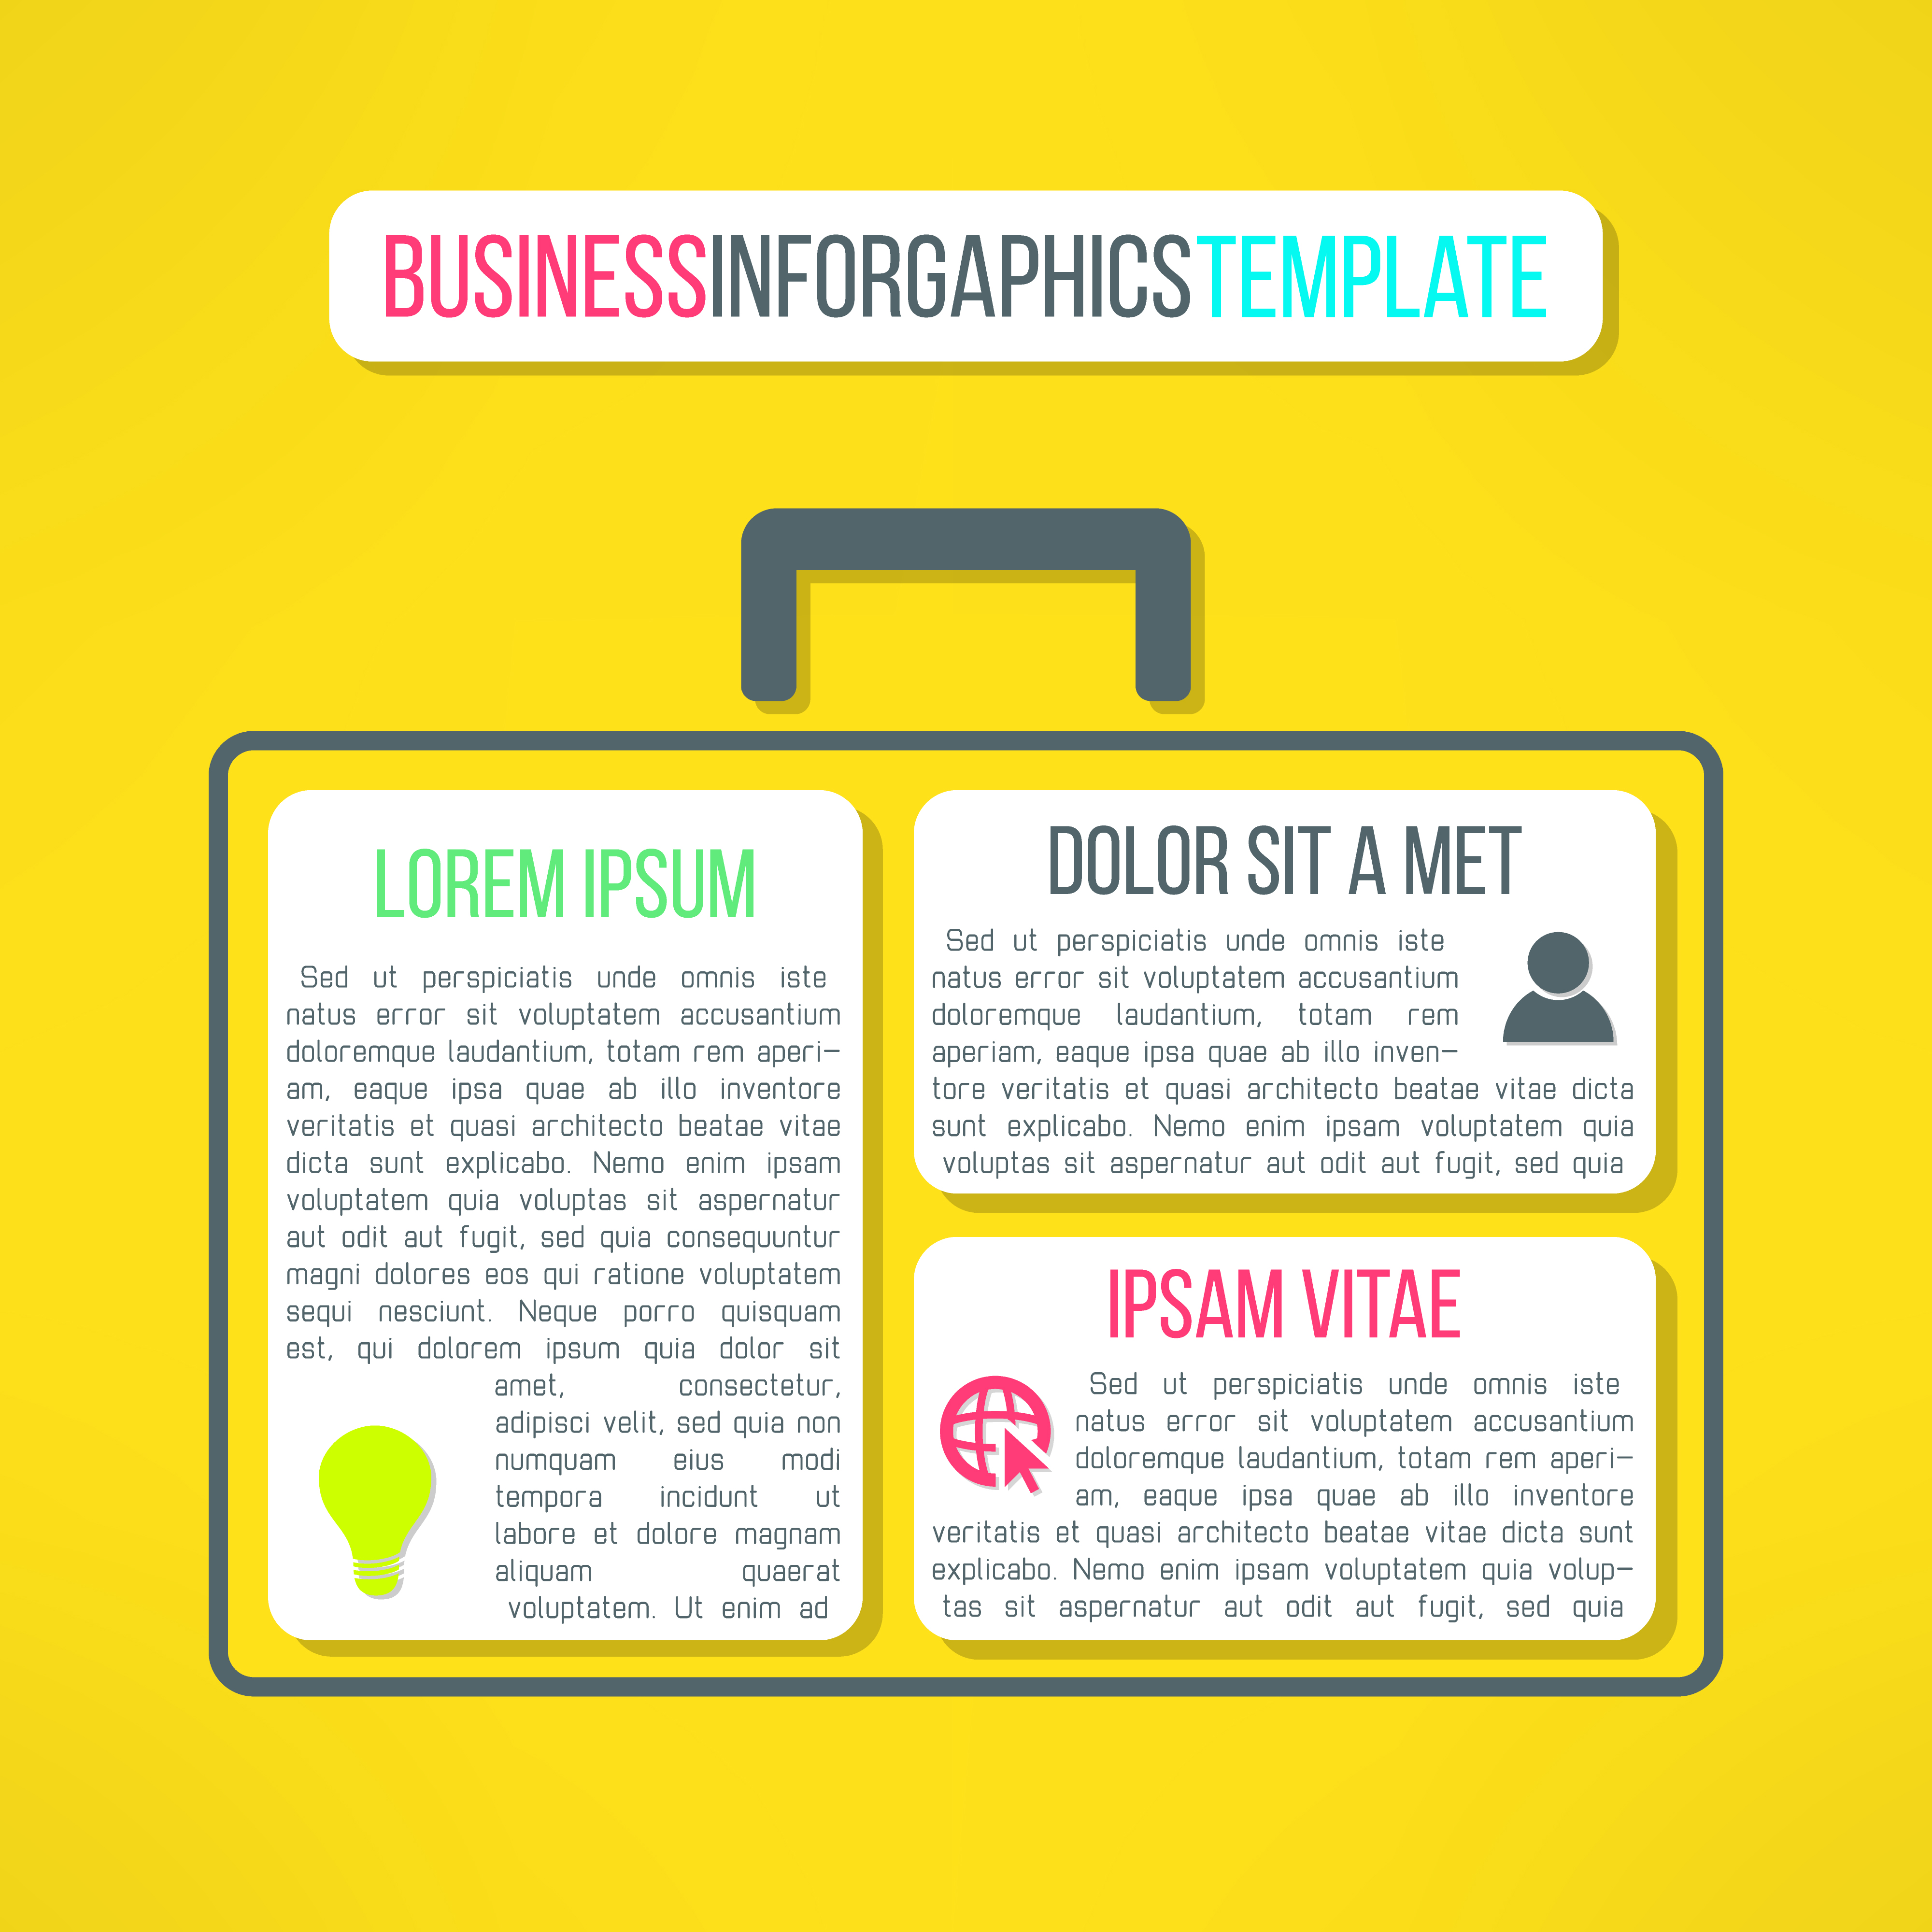 BUSINESSINFORGAPHICSTEMPLATE
LOREM IPSUM
Sed ut perspiciatis unde omnis iste
natus error sit voluptatem accusantium
doloremque laudantium, totam rem aperi-
am, eaque ipsa quae ab illo inventore
veritatis et quasi architecto beatae vitae
dicta sunt explicabo. Nemo enim ipsam
voluptatem quia voluptas sit aspernatur
aut odit aut fugit, sed quia consequuntur
magni dolores eos qui ratione voluptatem
sequi nesciunt. Neque porro quisquam
est, qui dolorem ipsum quia dolor sit
amet, consectetur,
adipisci velit, sed quia non
numquam eius modi
tempora incidunt ut
labore et dolore magnam
aliquam quaerat
voluptatem. Ut enim ad
DOLOR SIT A MET
Sed ut perspiciatis unde omnis iste
natus error sit voluptatem accusantium
doloremque laudantium, totam rem
aperiam, eaque ipsa quae ab illo inven-
tore veritatis et quasi architecto beatae vitae dicta
sunt explicabo. Nemo enim ipsam voluptatem quia
voluptas sit aspernatur aut odit aut fugit, sed quia
IPSAM VITAE
Sed ut perspiciatis unde omnis iste
natus error sit voluptatem accusantium
doloremque laudantium, totam rem aperi-
am, eaque ipsa quae ab illo inventore
veritatis et quasi architecto beatae vitae dicta sunt
explicabo. Nemo enim ipsam voluptatem quia volup-
tas sit aspernatur aut odit aut fugit, sed quia